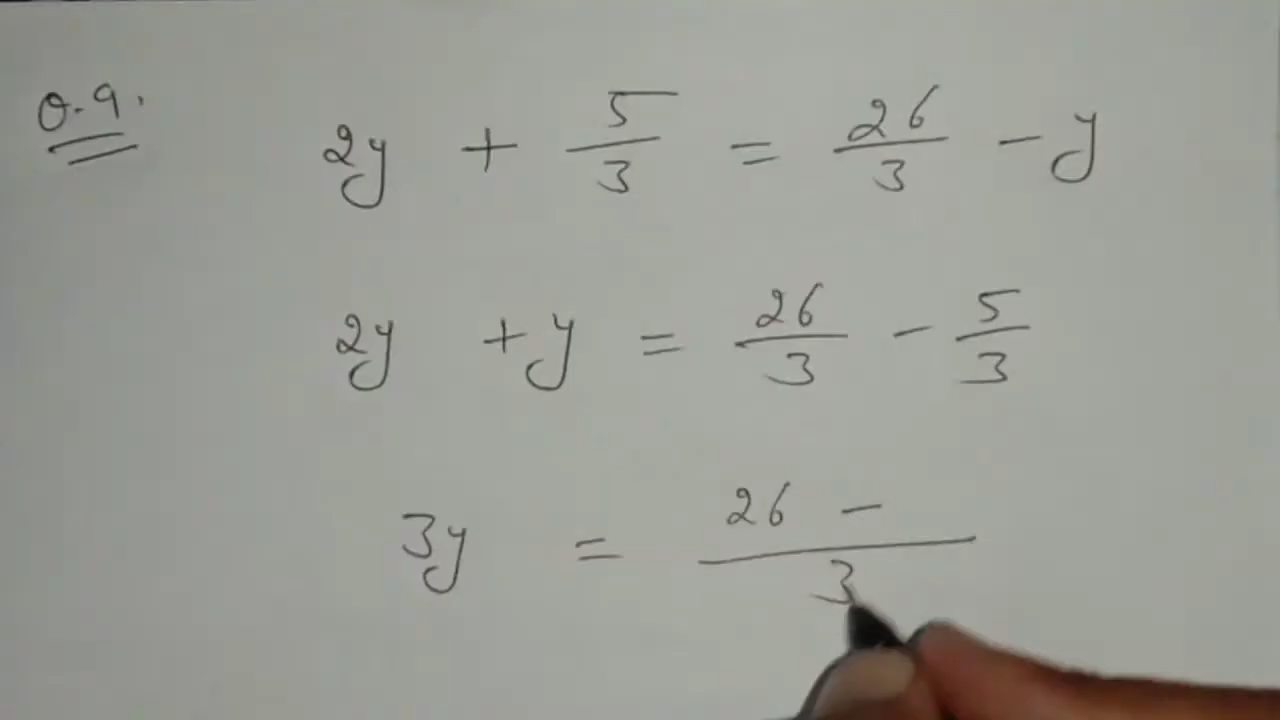 Q.9.
2y + 5/3 = 26/3 - y
2y + y = 26/3 - 5/3
3y = 26 - / 3